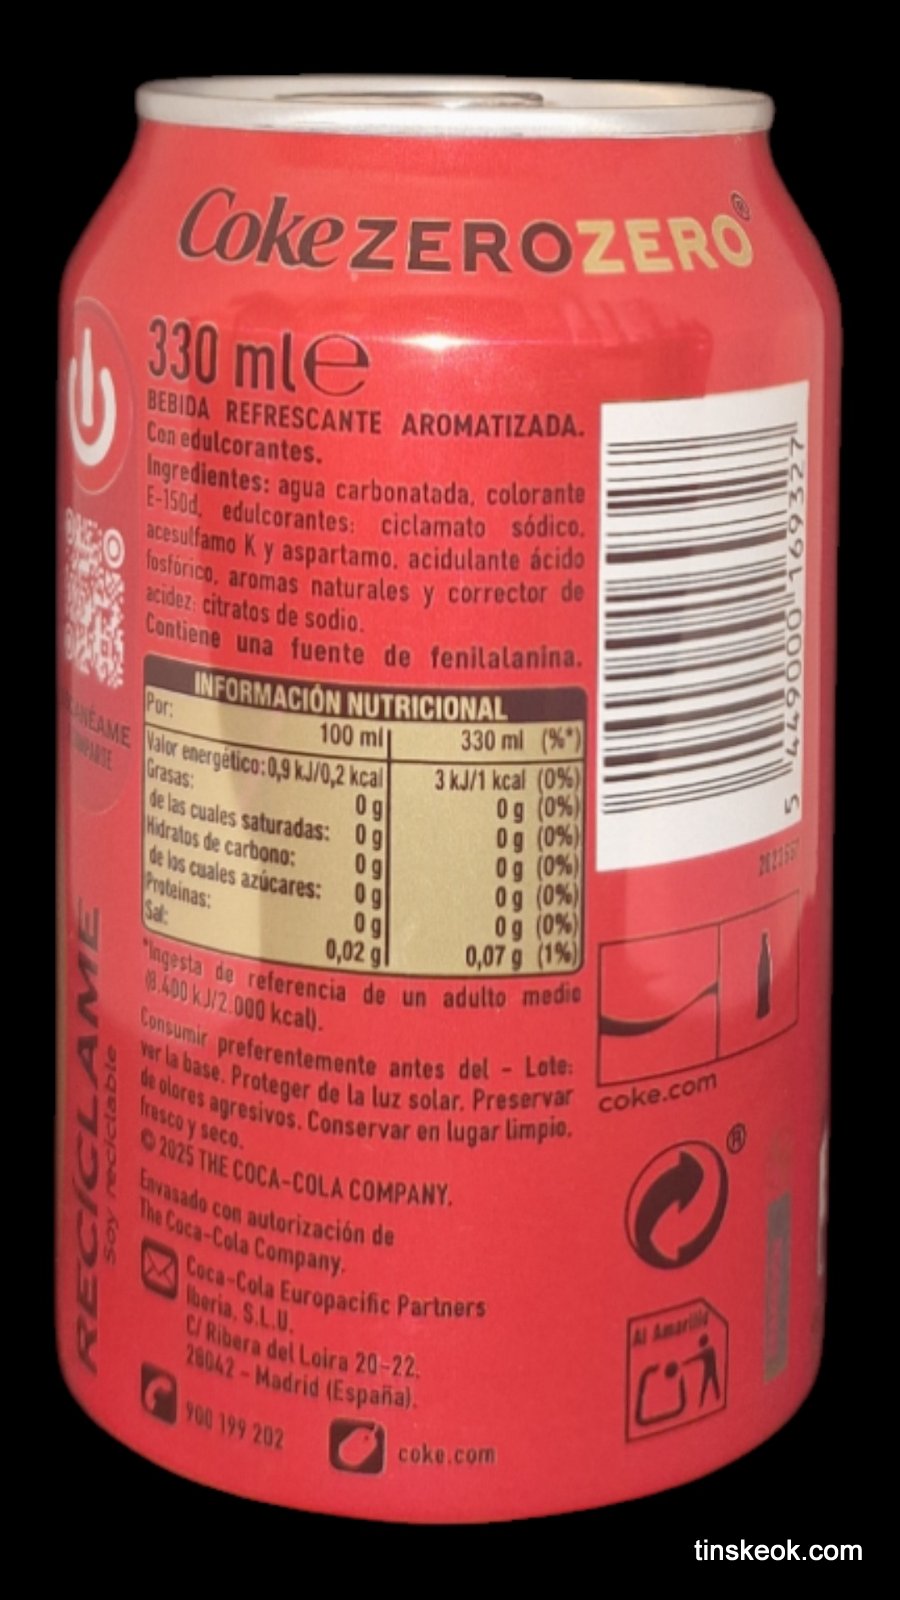 Coke ZERO ZERO®
330 ml ℮
BEBIDA REFRESCANTE AROMATIZADA.
Con edulcorantes.
Ingredientes: agua carbonatada, colorante
E-150d, edulcorantes: ciclamato sódico,
acesulfamo K y aspartamo, acidulante ácido
fosfórico, aromas naturales y corrector de
acidez: citratos de sodio.
Contiene una fuente de fenilalanina.
INFORMACIÓN NUTRICIONAL
Por: 100 ml 330 ml (%*)
Valor energético: 0,9 kJ/0,2 kcal 3 kJ/1 kcal (0%)
Grasas: 0 g 0 g (0%)
de las cuales saturadas: 0 g 0 g (0%)
Hidratos de carbono: 0 g 0 g (0%)
de los cuales azúcares: 0 g 0 g (0%)
Proteínas: 0 g 0 g (0%)
Sal: 0,02 g 0,07 g (1%)
*Ingesta de referencia de un adulto medio
(8.400 kJ/2.000 kcal).
Consumir preferentemente antes del - Lote:
ver la base. Proteger de la luz solar. Preservar
de olores agresivos. Conservar en lugar limpio,
fresco y seco.
© 2025 THE COCA-COLA COMPANY.
Envasado con autorización de
The Coca-Cola Company.
Coca-Cola Europacific Partners
Iberia, S.L.U.
C/ Ribera del Loira 20-22.
28042 - Madrid (España).
900 199 202
coke.com
RECÍCLAME
Soy reciclable
5 449000 169327
coke.com
®
Al Amarillo
tinskeok.com